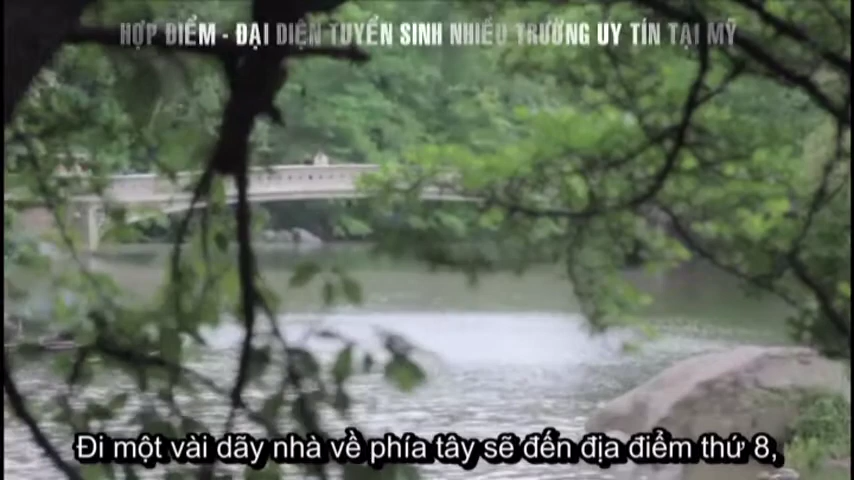 HỢP ĐIỂM - ĐẠI DIỆN TUYỂN SINH NHIỀU TRƯỜNG UY TÍN TẠI MỸ
Đi một vài dãy nhà về phía tây sẽ đến địa điểm thứ 8,